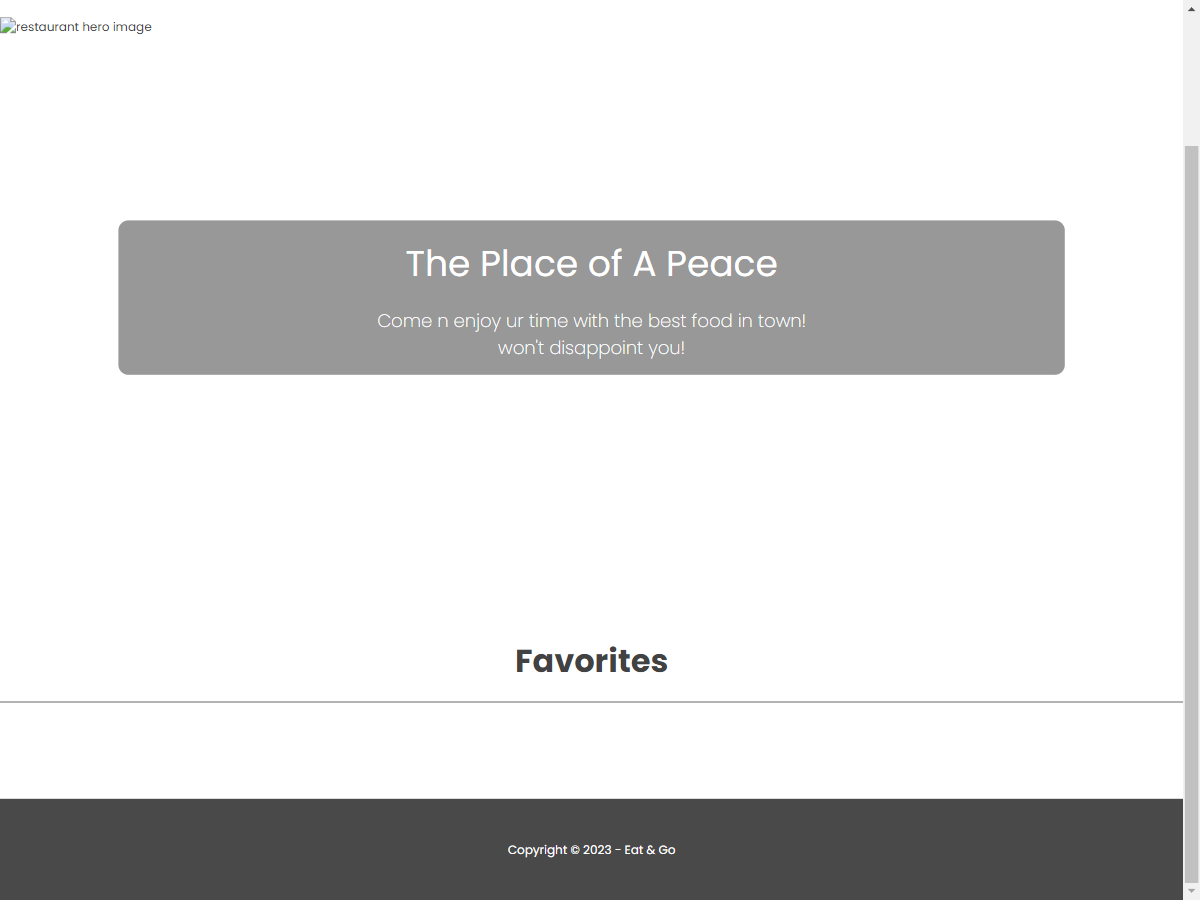 restaurant hero image
The Place of A Peace
Come n enjoy ur time with the best food in town!
won't disappoint you!
Favorites
Copyright © 2023 - Eat & Go